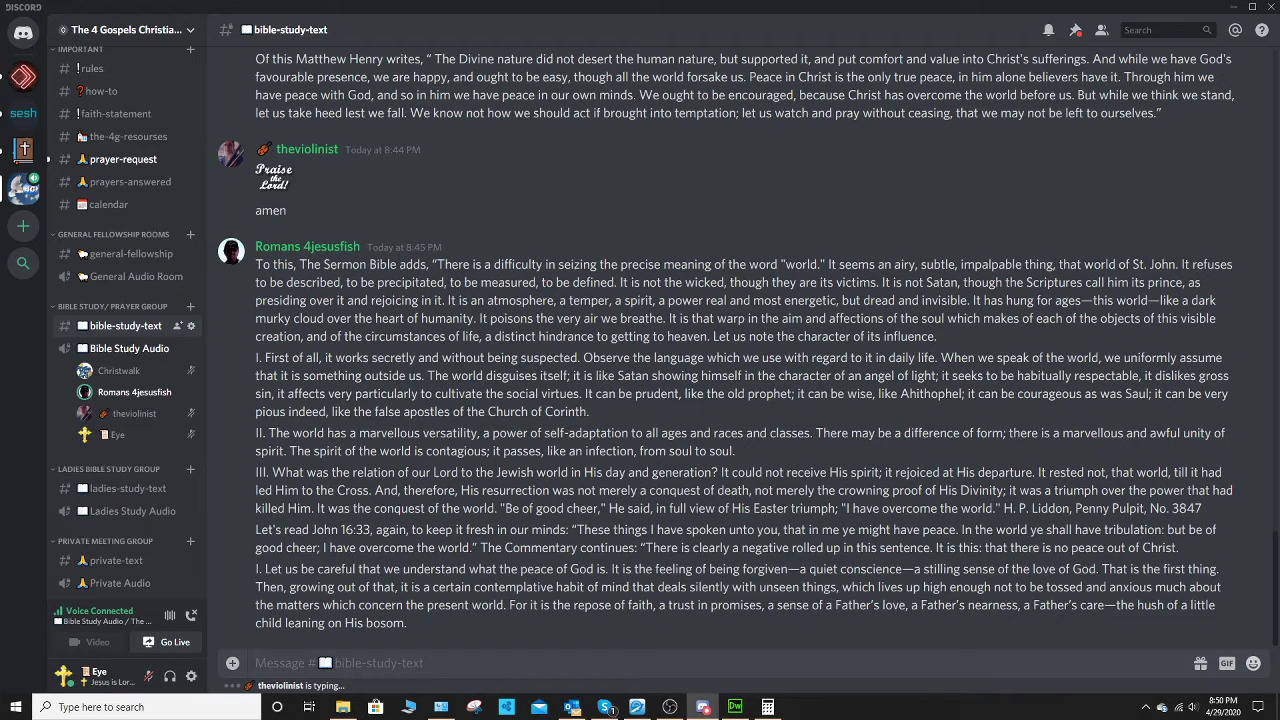 DISCORD
The 4 Gospels Christia...
# bible-study-text
Search
IMPORTANT
!rules
how-to
!faith-statement
the-4g-resourses
prayer-request
prayers-answered
calendar
GENERAL FELLOWSHIP ROOMS
general-fellowship
General Audio Room
BIBLE STUDY/ PRAYER GROUP
bible-study-text
Bible Study Audio
Christwalk
Romans 4jesusfish
theviolinist
Eye
LADIES BIBLE STUDY GROUP
ladies-study-text
Ladies Study Audio
PRIVATE MEETING GROUP
private-text
Private Audio
Voice Connected
Bible Study Audio / The ...
Video
Go Live
Eye
Jesus is Lor...
sesh
Of this Matthew Henry writes, “ The Divine nature did not desert the human nature, but supported it, and put comfort and value into Christ's sufferings. And while we have God's
favourable presence, we are happy, and ought to be easy, though all the world forsake us. Peace in Christ is the only true peace, in him alone believers have it. Through him we
have peace with God, and so in him we have peace in our own minds. We ought to be encouraged, because Christ has overcome the world before us. But while we think we stand,
let us take heed lest we fall. We know not how we should act if brought into temptation; let us watch and pray without ceasing, that we may not be left to ourselves.”
theviolinist Today at 8:44 PM
Praise
the
Lord!
amen
Romans 4jesusfish Today at 8:45 PM
To this, The Sermon Bible adds, “There is a difficulty in seizing the precise meaning of the word "world." It seems an airy, subtle, impalpable thing, that world of St. John. It refuses
to be described, to be precipitated, to be measured, to be defined. It is not the wicked, though they are its victims. It is not Satan, though the Scriptures call him its prince, as
presiding over it and rejoicing in it. It is an atmosphere, a temper, a spirit, a power real and most energetic, but dread and invisible. It has hung for ages—this world—like a dark
murky cloud over the heart of humanity. It poisons the very air we breathe. It is that warp in the aim and affections of the soul which makes of each of the objects of this visible
creation, and of the circumstances of life, a distinct hindrance to getting to heaven. Let us note the character of its influence.
I. First of all, it works secretly and without being suspected. Observe the language which we use with regard to it in daily life. When we speak of the world, we uniformly assume
that it is something outside us. The world disguises itself; it is like Satan showing himself in the character of an angel of light; it seeks to be habitually respectable, it dislikes gross
sin, it affects very particularly to cultivate the social virtues. It can be prudent, like the old prophet; it can be wise, like Ahithophel; it can be courageous as was Saul; it can be very
pious indeed, like the false apostles of the Church of Corinth.
II. The world has a marvellous versatility, a power of self-adaptation to all ages and races and classes. There may be a difference of form; there is a marvellous and awful unity of
spirit. The spirit of the world is contagious; it passes, like an infection, from soul to soul.
III. What was the relation of our Lord to the Jewish world in His day and generation? It could not receive His spirit; it rejoiced at His departure. It rested not, that world, till it had
led Him to the Cross. And, therefore, His resurrection was not merely a conquest of death, not merely the crowning proof of His Divinity; it was a triumph over the power that had
killed Him. It was the conquest of the world. "Be of good cheer," He said, in full view of His Easter triumph; "I have overcome the world." H. P. Liddon, Penny Pulpit, No. 3847
Let's read John 16:33, again, to keep it fresh in our minds: “These things I have spoken unto you, that in me ye might have peace. In the world ye shall have tribulation: but be of
good cheer; I have overcome the world.” The Commentary continues: “There is clearly a negative rolled up in this sentence. It is this: that there is no peace out of Christ.
I. Let us be careful that we understand what the peace of God is. It is the feeling of being forgiven—a quiet conscience—a stilling sense of the love of God. That is the first thing.
Then, growing out of that, it is a certain contemplative habit of mind that deals silently with unseen things, which lives up high enough not to be tossed and anxious much about
the matters which concern the present world. For it is the repose of faith, a trust in promises, a sense of a Father’s love, a Father’s nearness, a Father’s care—the hush of a little
child leaning on His bosom.
Message # bible-study-text
GIF
theviolinist is typing...
Type here to search
Dw
8:50 PM
4/29/2020